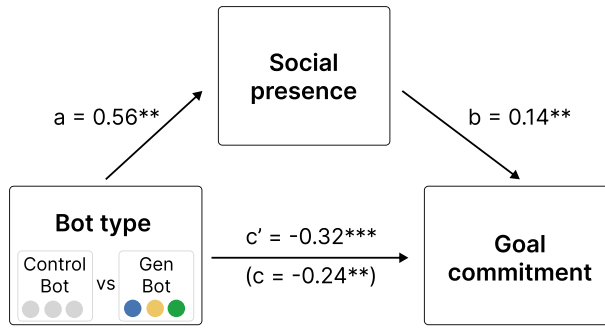 Social
presence
a = 0.56**
b = 0.14**
Bot type
Control
Bot
vs
Gen
Bot
c’ = -0.32***
(c = -0.24**)
Goal
commitment